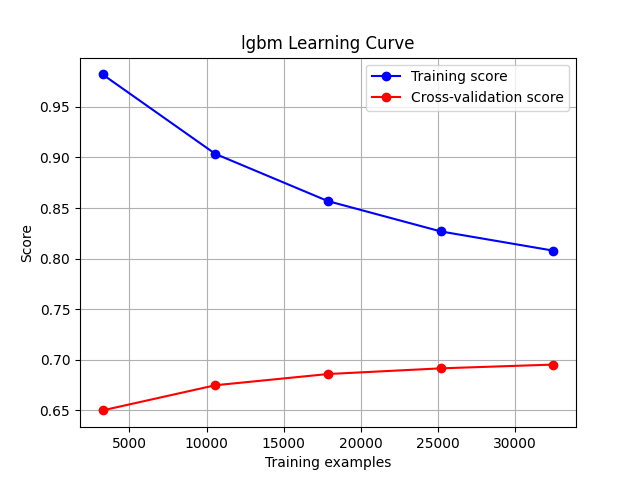 lgbm Learning Curve
Training score
Cross-validation score
Score
0.95
0.90
0.85
0.80
0.75
0.70
0.65
5000 10000 15000 20000 25000 30000
Training examples